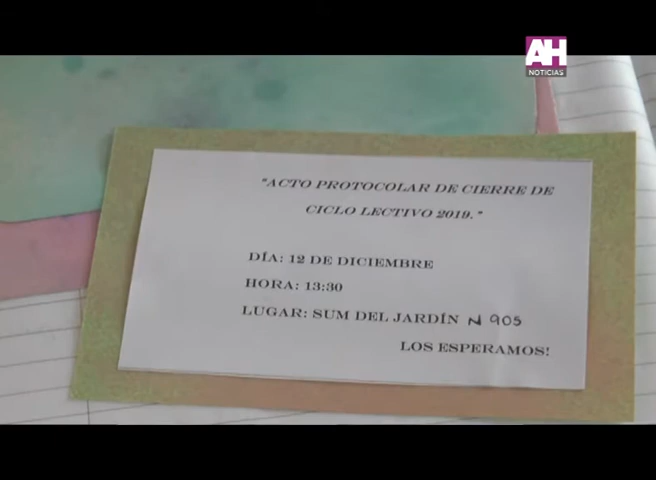 AH
NOTICIAS
"ACTO PROTOCOLAR DE CIERRE DE
CICLO LECTIVO 2019."
DÍA: 12 DE DICIEMBRE
HORA: 13:30
LUGAR: SUM DEL JARDÍN N 905
LOS ESPERAMOS!